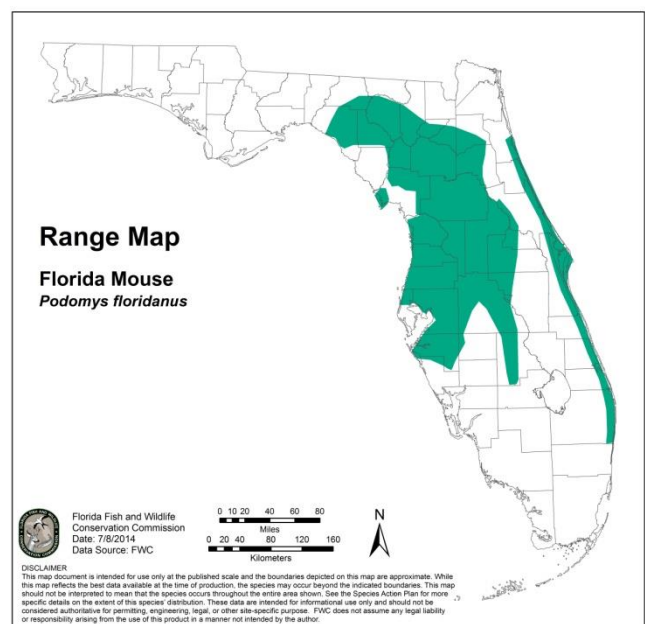 Range Map
Florida Mouse
Podomys floridanus
Florida Fish and Wildlife
Conservation Commission
Date: 7/8/2014
Data Source: FWC
0 10 20 40 60 80
Miles
0 20 40 80 120 160
Kilometers
N
DISCLAIMER
This map document is intended for use only at the published scale and the boundaries depicted on this map are approximate. While
this map reflects the best data available at the time of production, the species may occur beyond the indicated boundaries. This map
should not be interpreted to mean that the species occurs throughout the entire area shown. See the Species Action Plan for more
specific details on the extent of this species' distribution. These data are intended for informational use only and should not be
considered authoritative for permitting, engineering, legal, or other site-specific purpose. FWC does not assume any legal liability
or responsibility arising from the use of this product in a manner not intended by the author.